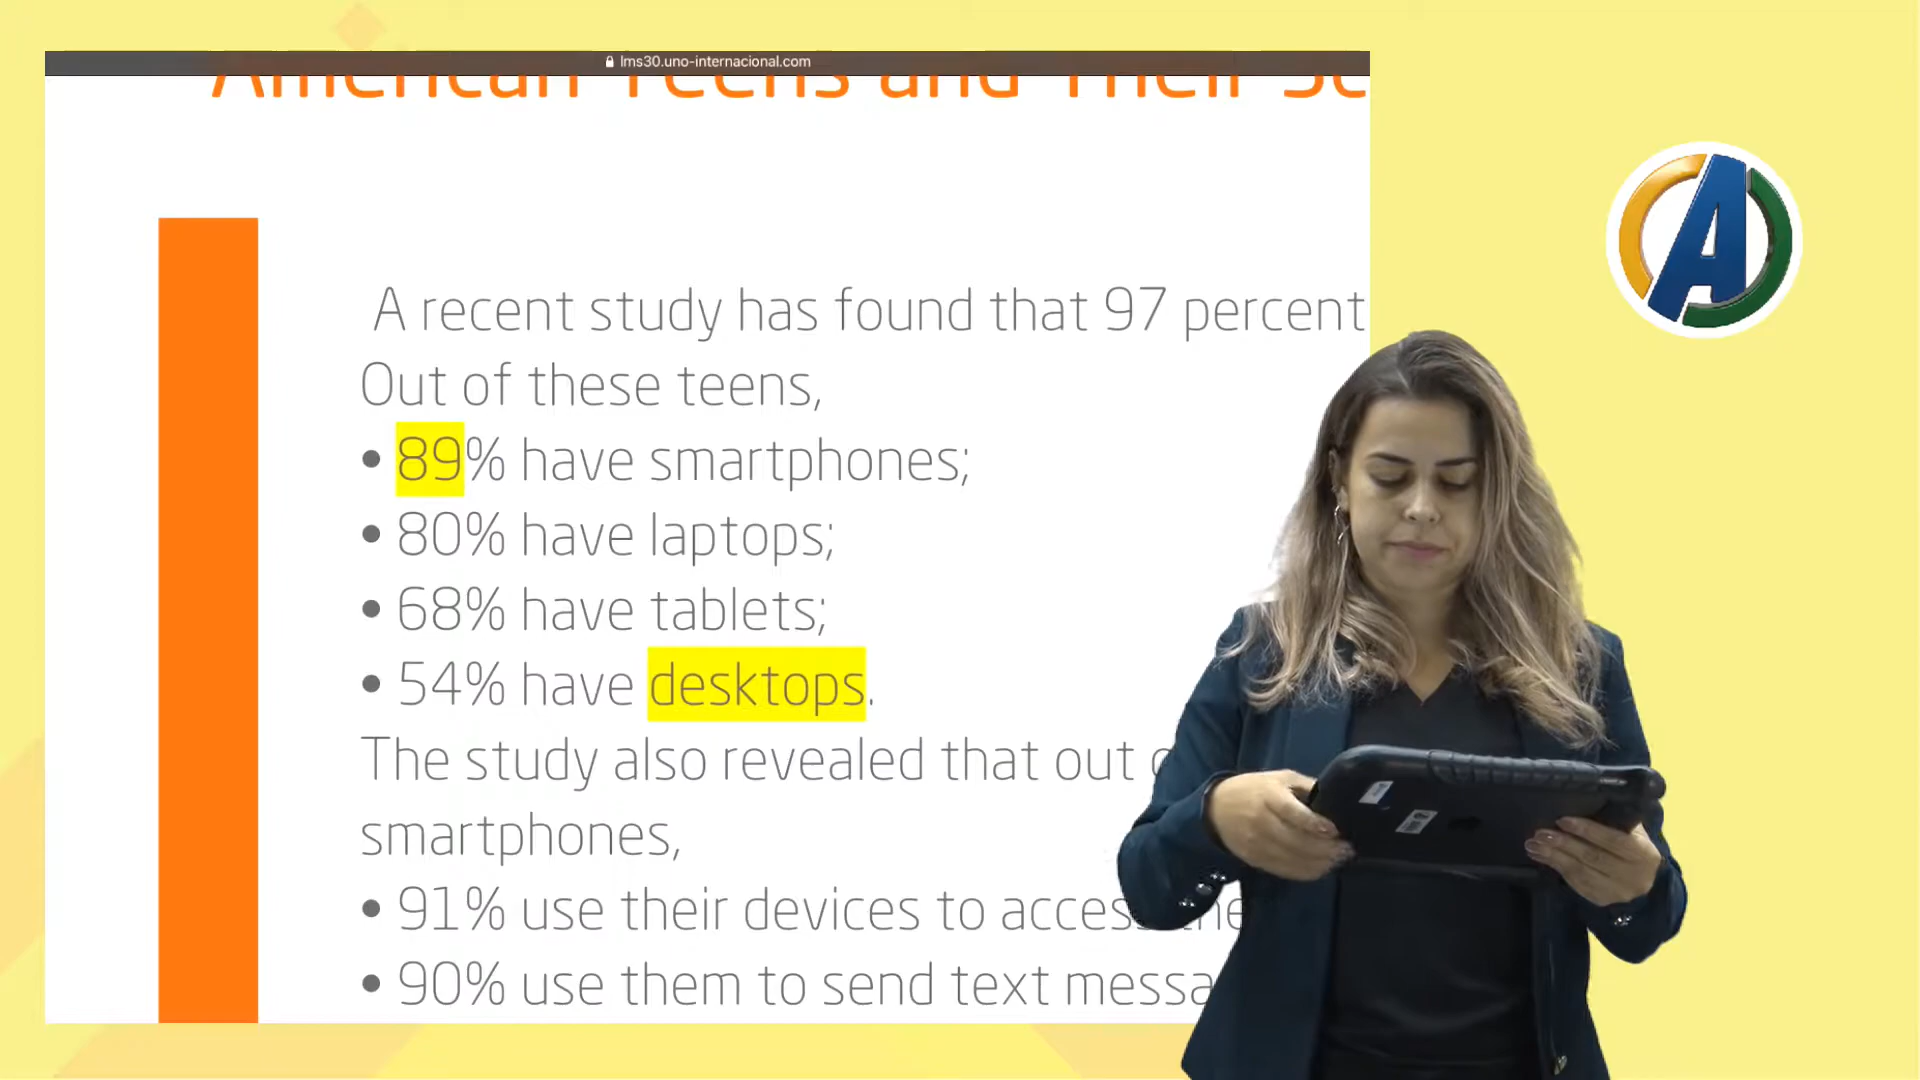 lms30.uno-internacional.com
American Teens and Their Sc
A recent study has found that 97 percent
Out of these teens,
• 89% have smartphones;
• 80% have laptops;
• 68% have tablets;
• 54% have desktops.
The study also revealed that out
smartphones,
• 91% use their devices to access
• 90% use them to send text messa
A